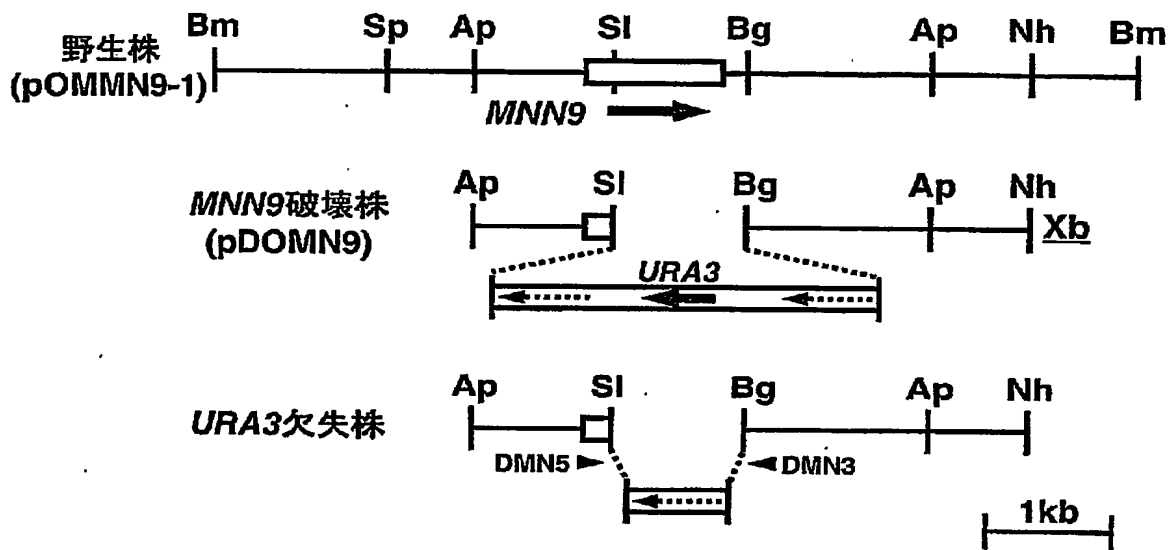 Bm Sp Ap Sl Bg Ap Nh Bm
野生株
(pOMMN9-1)
MNN9
Ap Sl Bg Ap Nh
MNN9破壊株
(pDOMN9)
Xb
URA3
Ap Sl Bg Ap Nh
URA3欠失株
DMN5 DMN3
1kb